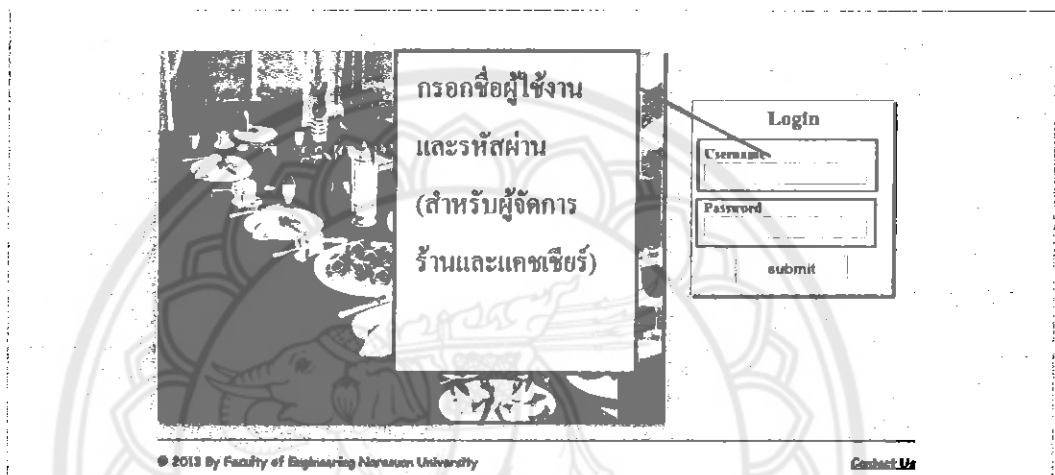 กรอกชื่อผู้ใช้งาน
และรหัสผ่าน
(สำหรับผู้จัดการ
ร้านและแคชเชียร์)
Login
Username
Password
submit
© 2013 By Faculty of Engineering Naresuan University
Contact Us